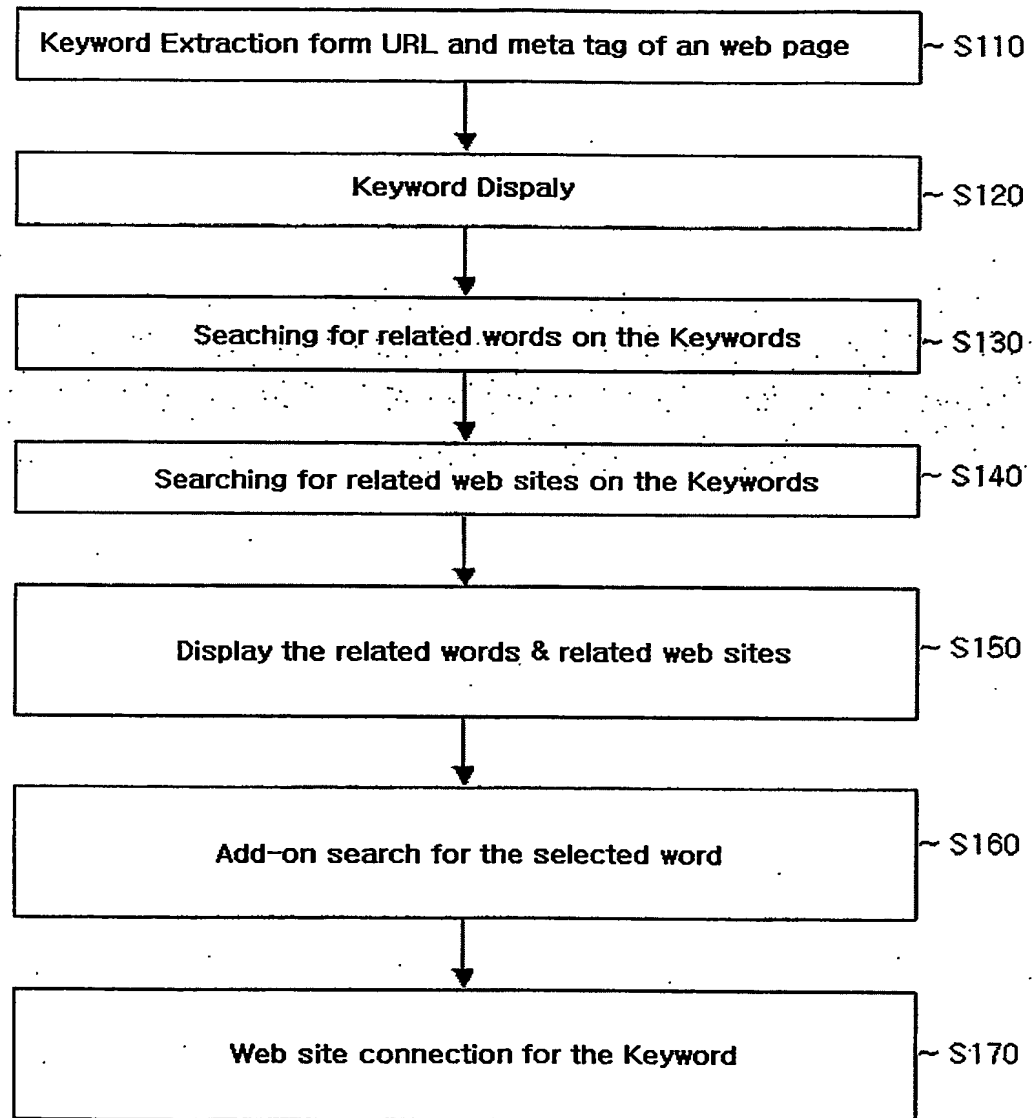 Keyword Extraction form URL and meta tag of an web page ~ S110
Keyword Dispaly ~ S120
Seaching for related words on the Keywords ~ S130
Searching for related web sites on the Keywords ~ S140
Display the related words & related web sites ~ S150
Add-on search for the selected word ~ S160
Web site connection for the Keyword ~ S170